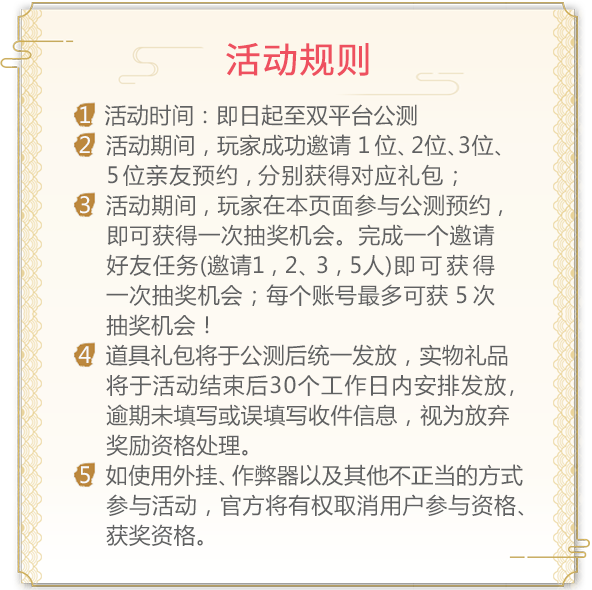 活动规则
1 活动时间：即日起至双平台公测
2 活动期间，玩家成功邀请 1 位、2位、3位、
5 位亲友预约，分别获得对应礼包；
3 活动期间，玩家在本页面参与公测预约，
即可获得一次抽奖机会。完成一个邀请
好友任务(邀请1，2、3，5人)即可获得
一次抽奖机会；每个账号最多可获 5 次
抽奖机会！
4 道具礼包将于公测后统一发放，实物礼品
将于活动结束后30个工作日内安排发放，
逾期未填写或误填写收件信息，视为放弃
奖励资格处理。
5 如使用外挂、作弊器以及其他不正当的方式
参与活动，官方将有权取消用户参与资格、
获奖资格。